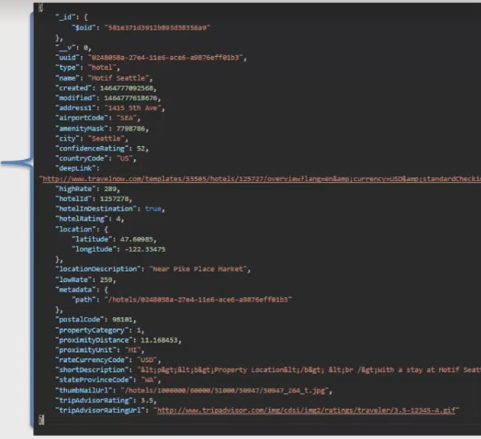 {
"_id": {
"$oid": "581e371d3012b893d38356a9"
},
"__v": 0,
"uuid": "0248058a-27e4-11e6-ace6-a9876eff01b3",
"type": "hotel",
"name": "Motif Seattle",
"created": 1464777092568,
"modified": 1464777618676,
"address1": "1415 5th Ave",
"airportCode": "SEA",
"amenityMask": 7798786,
"city": "Seattle",
"confidenceRating": 52,
"countryCode": "US",
"deepLink":
"http://www.travelnow.com/templates/55505/hotels/125727/overview?lang=en&amp;currency=USD&amp;standardCheckin
"highRate": 289,
"hotelId": 1257278,
"hotelInDestination": true,
"hotelRating": 4,
"location": {
"latitude": 47.60985,
"longitude": -122.33475
},
"locationDescription": "Near Pike Place Market",
"lowRate": 259,
"metadata": {
"path": "/hotels/0248058a-27e4-11e6-ace6-a9876eff01b3"
},
"postalCode": 98101,
"propertyCategory": 1,
"proximityDistance": 11.168453,
"proximityUnit": "MI",
"rateCurrencyCode": "USD",
"shortDescription": "&lt;p&gt;&lt;b&gt;Property Location&lt;/b&gt; &lt;br /&gt;With a stay at Motif Seat
"stateProvinceCode": "WA",
"thumbNailUrl": "/hotels/1000000/60000/51000/50947/50947_264_t.jpg",
"tripAdvisorRating": 3.5,
"tripAdvisorRatingUrl": "http://www.tripadvisor.com/img/cdsi/img2/ratings/traveler/3.5-12345-4.gif"
}